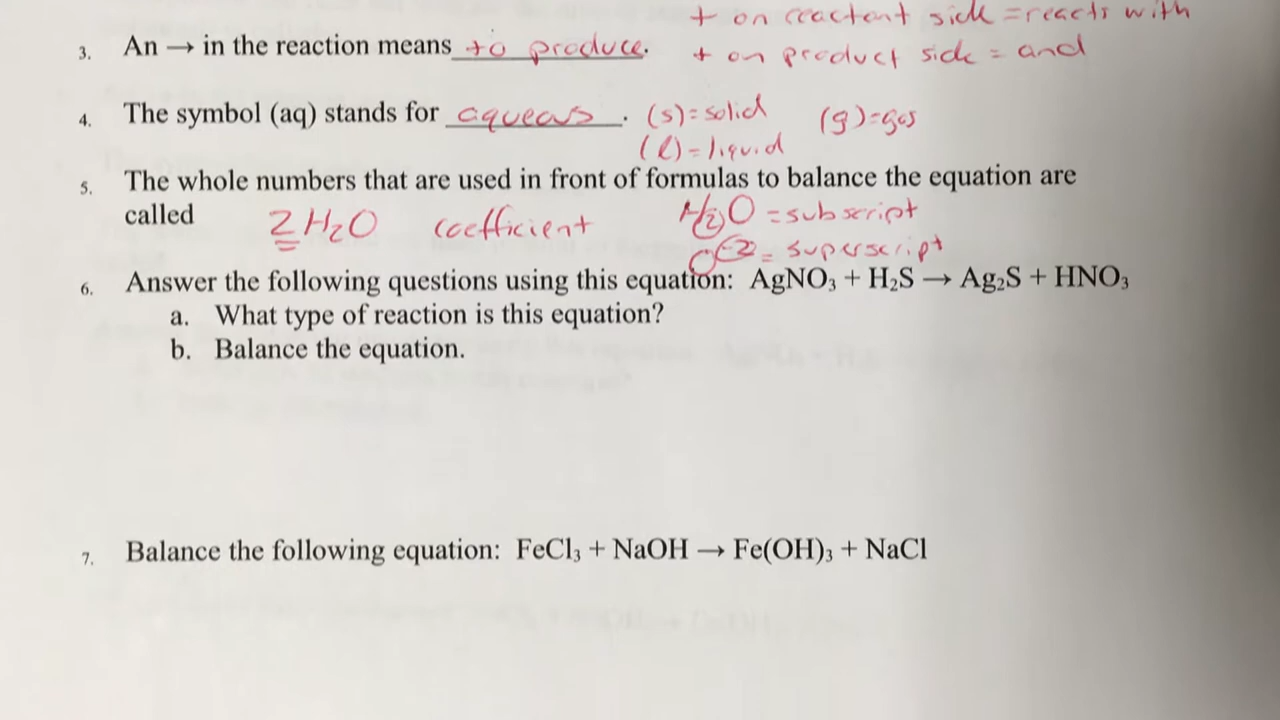 + on reactant side = reacts with
3. An → in the reaction means to produce. + on product side = and
4. The symbol (aq) stands for aqueous. (s)=solid (g)=gas
(l)=liquid
5. The whole numbers that are used in front of formulas to balance the equation are
called 2H₂O coefficient H₂O = subscript
O⁻² = superscript
6. Answer the following questions using this equation: AgNO₃ + H₂S → Ag₂S + HNO₃
a. What type of reaction is this equation?
b. Balance the equation.
7. Balance the following equation: FeCl₃ + NaOH → Fe(OH)₃ + NaCl